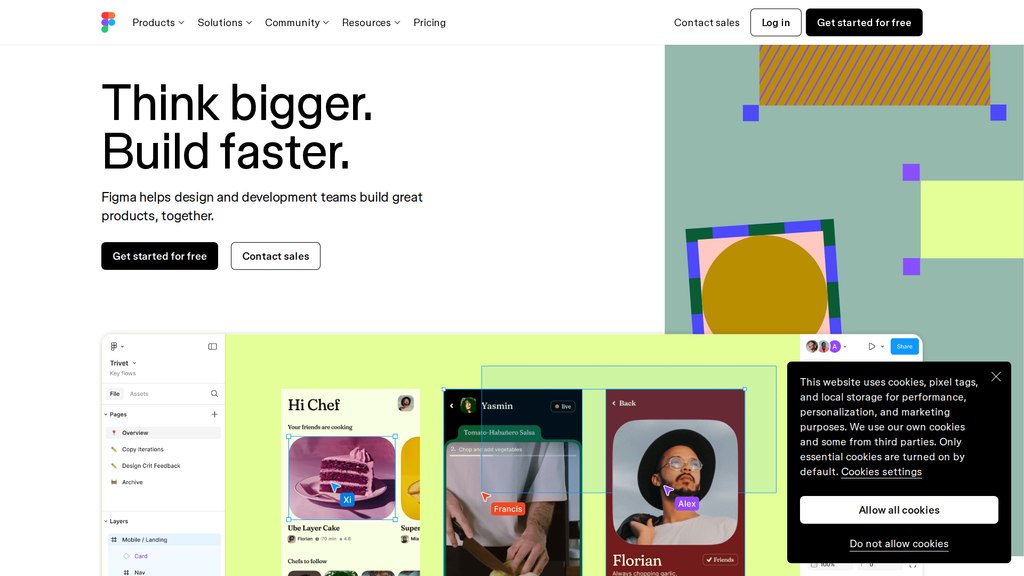 Products
Solutions
Community
Resources
Pricing
Contact sales
Log in
Get started for free
Think bigger.
Build faster.
Figma helps design and development teams build great
products, together.
Get started for free
Contact sales
Trivet
Key flows
File
Assets
Pages
Overview
Copy Iterations
Design Crit Feedback
Archive
Layers
Mobile / Landing
Card
Nav
Hi Chef
Your friends are cooking
Xi
Ube Layer Cake
Florian
70 min
4.8
Super
Mia
Chefs to follow
Yasmin
live
Tomato-Habañero Salsa
2. Chop and add vegetables
Francis
Back
Alex
Florian
Friends
Always chopping garlic,
A
Share
This website uses cookies, pixel tags,
and local storage for performance,
personalization, and marketing
purposes. We use our own cookies
and some from third parties. Only
essential cookies are turned on by
default. Cookies settings
Allow all cookies
Do not allow cookies